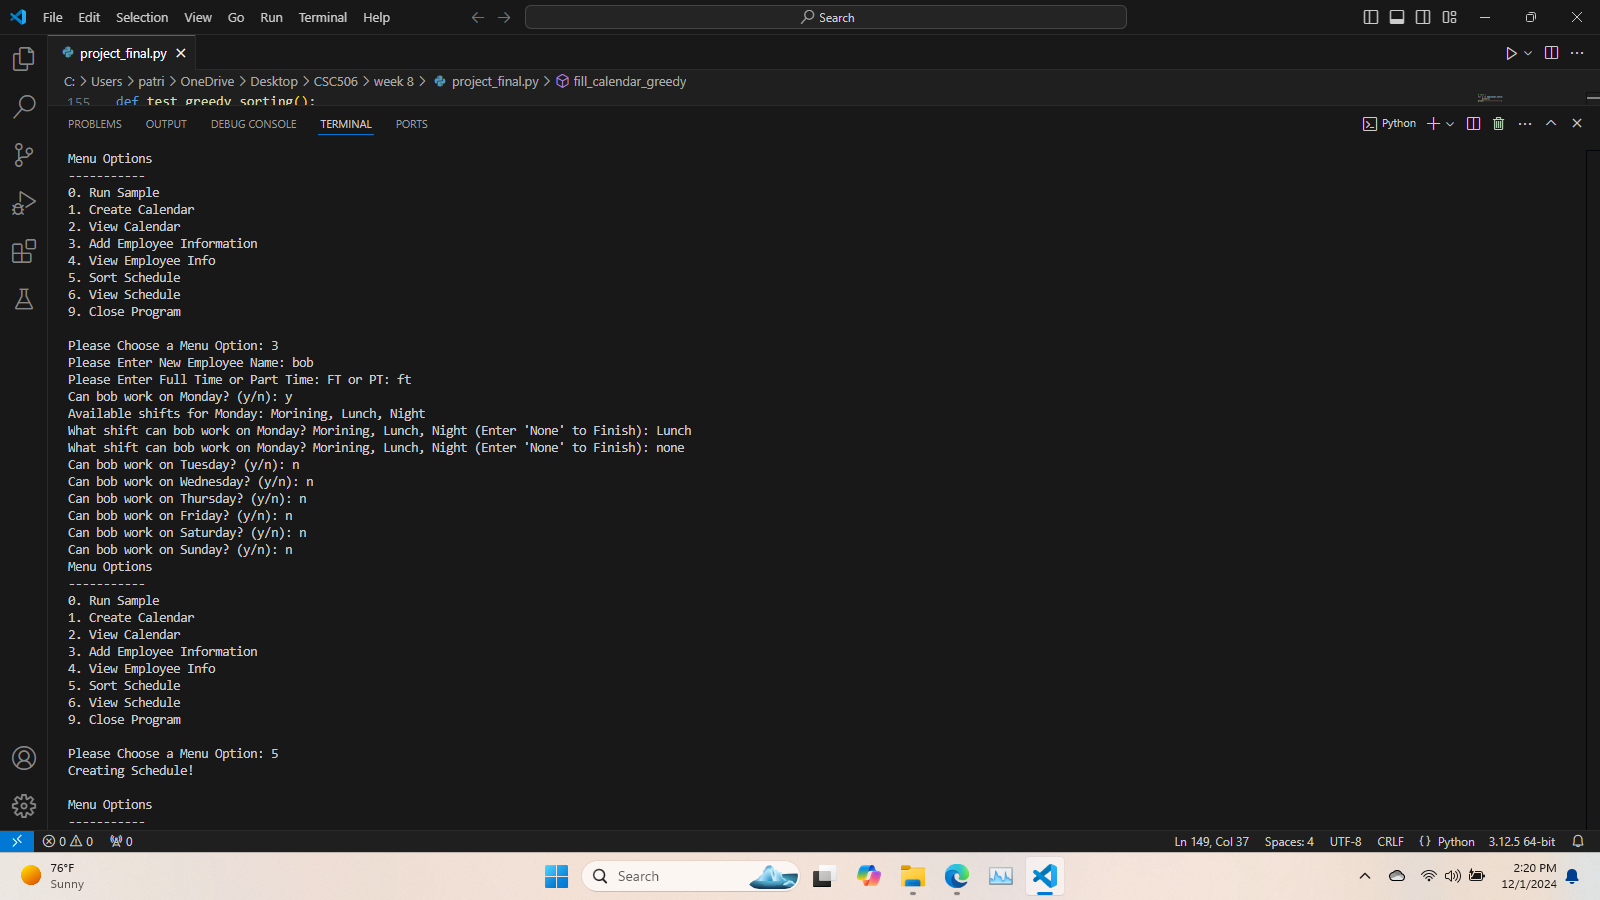 File Edit Selection View Go Run Terminal Help
Search
project_final.py
C: > Users > patri > OneDrive > Desktop > CSC506 > week 8 > project_final.py > fill_calendar_greedy
155 def test_greedy_sorting():
PROBLEMS OUTPUT DEBUG CONSOLE TERMINAL PORTS
Python
Menu Options
-----------
0. Run Sample
1. Create Calendar
2. View Calendar
3. Add Employee Information
4. View Employee Info
5. Sort Schedule
6. View Schedule
9. Close Program
Please Choose a Menu Option: 3
Please Enter New Employee Name: bob
Please Enter Full Time or Part Time: FT or PT: ft
Can bob work on Monday? (y/n): y
Available shifts for Monday: Morining, Lunch, Night
What shift can bob work on Monday? Morining, Lunch, Night (Enter 'None' to Finish): Lunch
What shift can bob work on Monday? Morining, Lunch, Night (Enter 'None' to Finish): none
Can bob work on Tuesday? (y/n): n
Can bob work on Wednesday? (y/n): n
Can bob work on Thursday? (y/n): n
Can bob work on Friday? (y/n): n
Can bob work on Saturday? (y/n): n
Can bob work on Sunday? (y/n): n
Menu Options
-----------
0. Run Sample
1. Create Calendar
2. View Calendar
3. Add Employee Information
4. View Employee Info
5. Sort Schedule
6. View Schedule
9. Close Program
Please Choose a Menu Option: 5
Creating Schedule!
Menu Options
-----------
0 0 0
Ln 149, Col 37 Spaces: 4 UTF-8 CRLF {} Python 3.12.5 64-bit
76°F
Sunny
Search
2:20 PM
12/1/2024